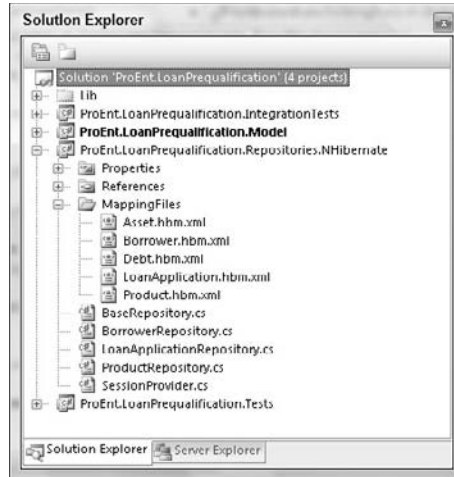 Solution Explorer
Solution 'ProEnt.LoanPrequalification' (4 projects)
Lib
ProEnt.LoanPrequalification.IntegrationTests
ProEnt.LoanPrequalification.Model
ProEnt.LoanPrequalification.Repositories.NHibernate
Properties
References
MappingFiles
Asset.hbm.xml
Borrower.hbm.xml
Debt.hbm.xml
LoanApplication.hbm.xml
Product.hbm.xml
BaseRepository.cs
BorrowerRepository.cs
LoanApplicationRepository.cs
ProductRepository.cs
SessionProvider.cs
ProEnt.LoanPrequalification.Tests
Solution Explorer Server Explorer